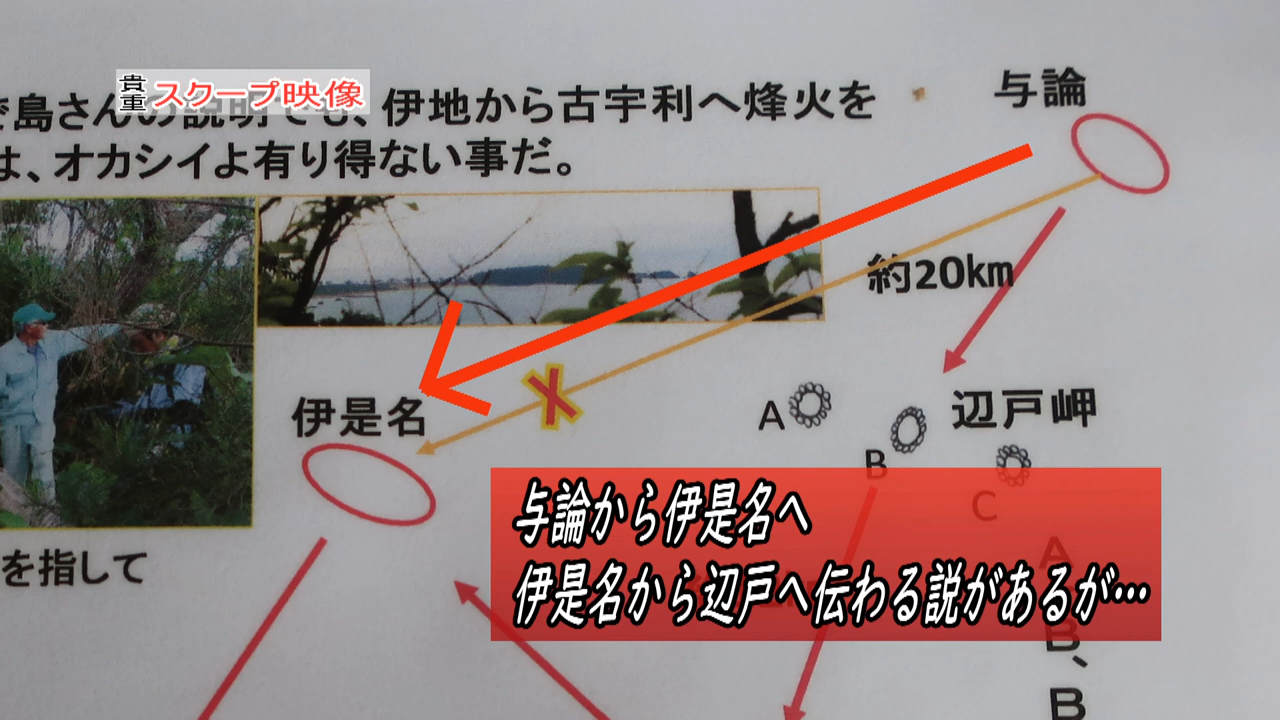 貴重
スクープ映像
島さんの説明でも、伊地から古宇利へ烽火を
は、オカシイよ有り得ない事だ。
与論
約20km
伊是名
A
B
C
辺戸岬
を指して
与論から伊是名へ
伊是名から辺戸へ伝わる説があるが…
A
B、
B